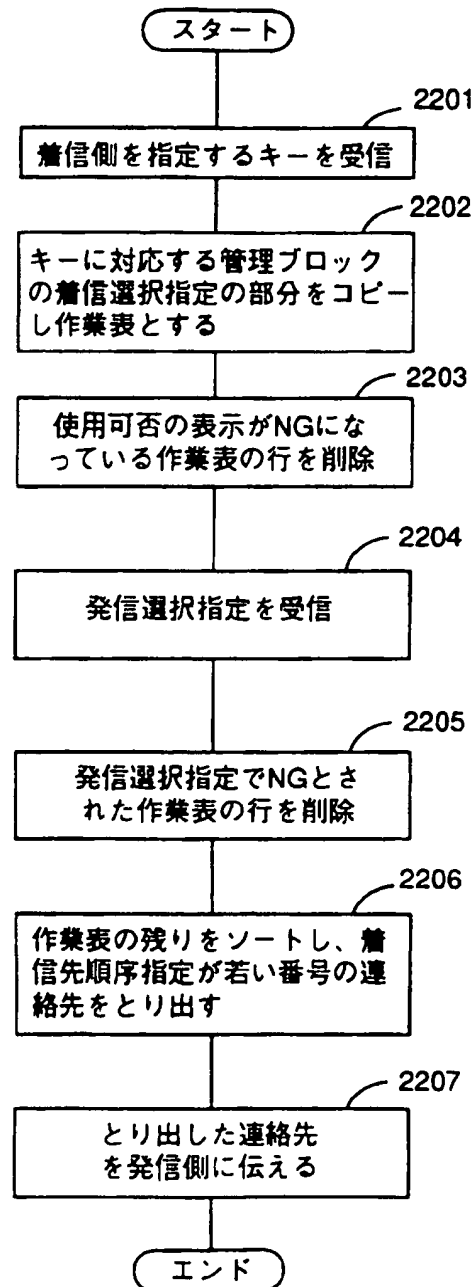 スタート
2201
着信側を指定するキーを受信
2202
キーに対応する管理ブロック
の着信選択指定の部分をコピー
し作業表とする
2203
使用可否の表示がNGにな
っている作業表の行を削除
2204
発信選択指定を受信
2205
発信選択指定でNGとさ
れた作業表の行を削除
2206
作業表の残りをソートし、着
信先順序指定が若い番号の連
絡先をとり出す
2207
とり出した連絡先
を発信側に伝える
エンド